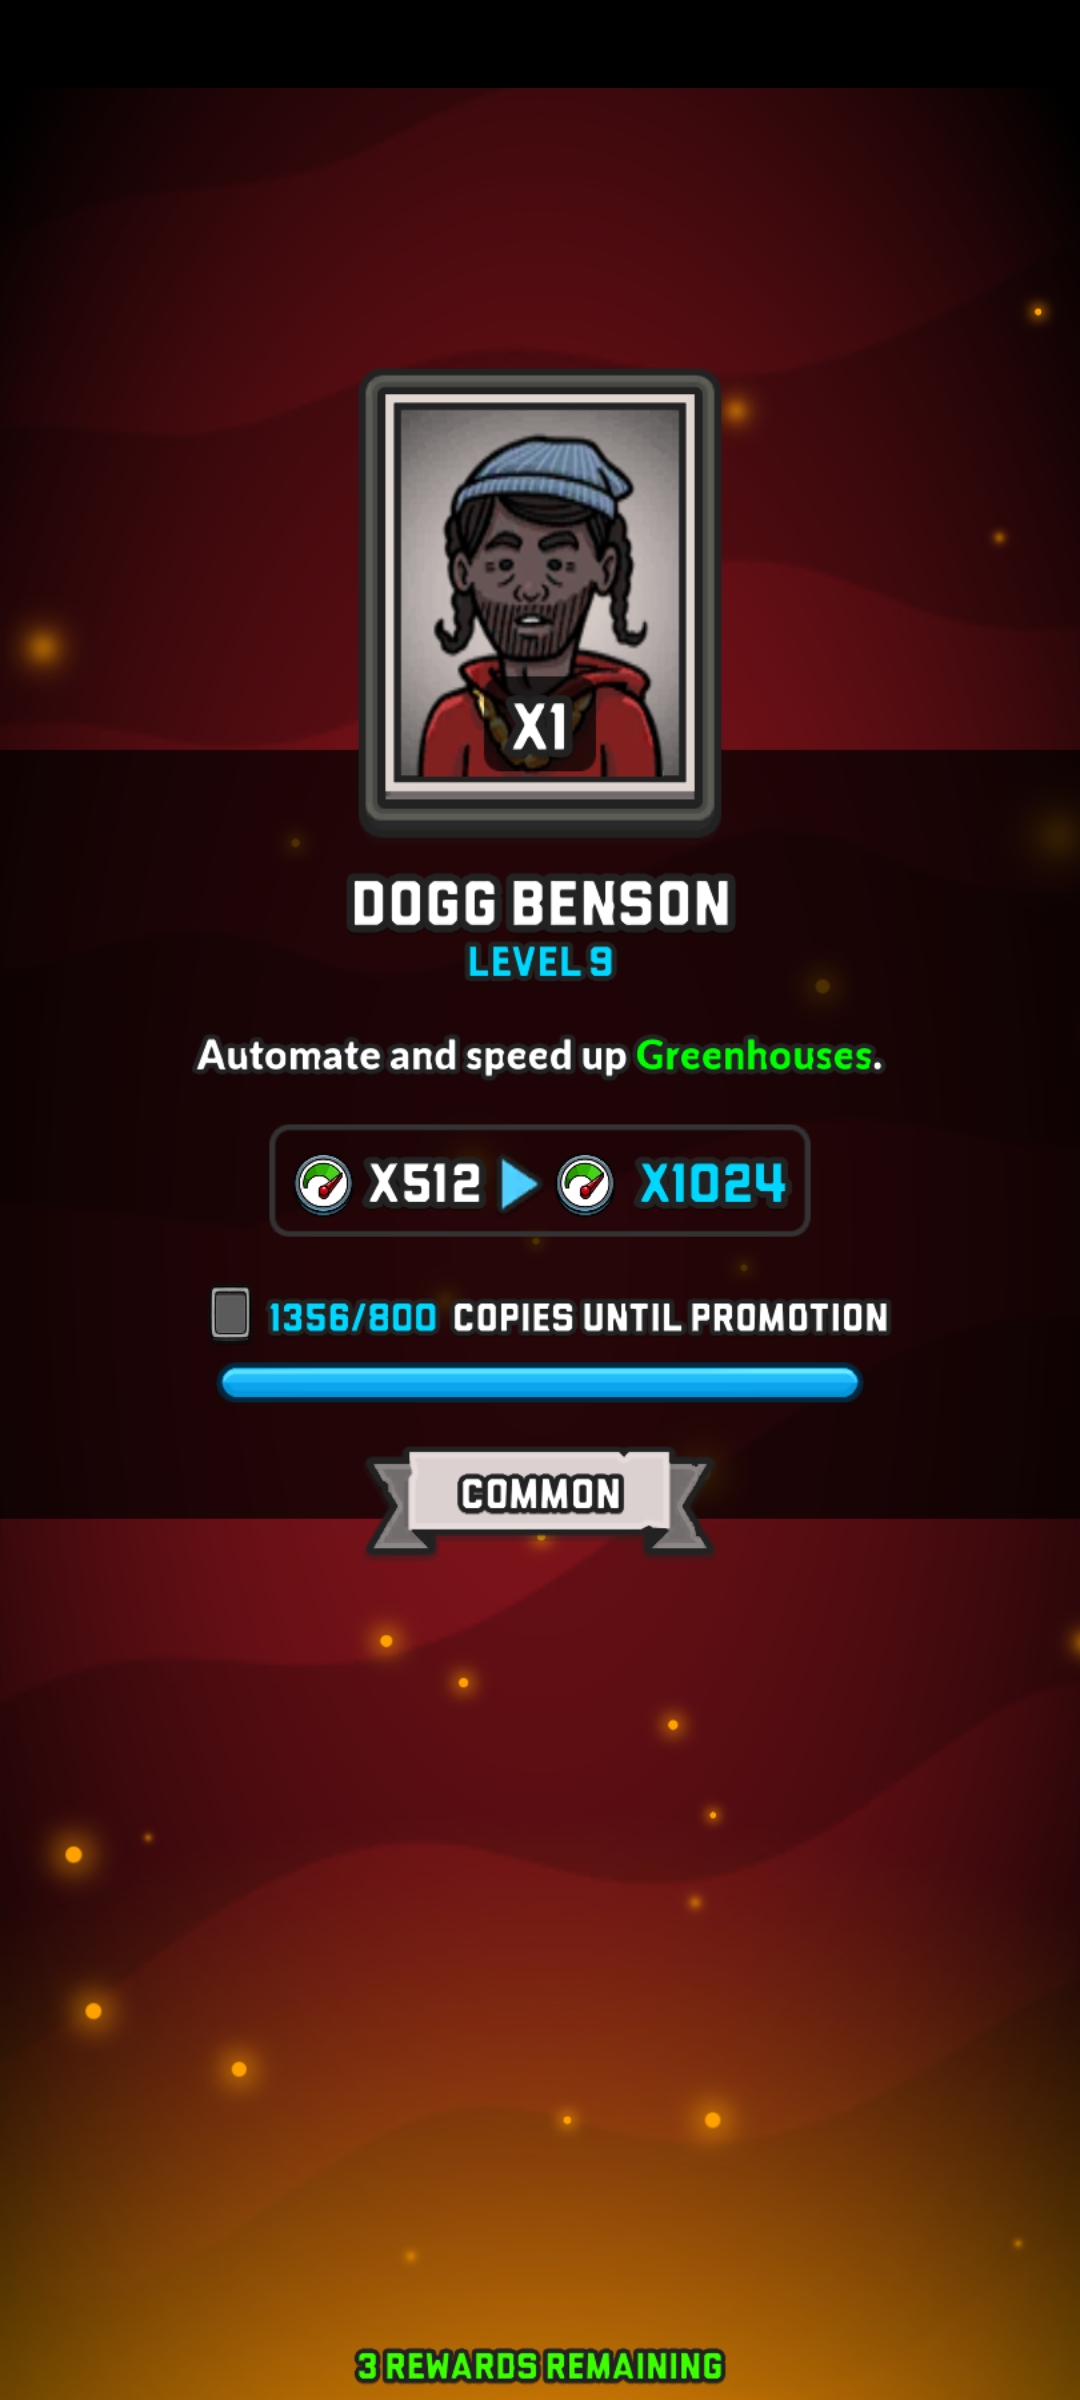 X1
DOGG BENSON
LEVEL 9
Automate and speed up Greenhouses.
X512 X1024
1356/800 COPIES UNTIL PROMOTION
COMMON
3 REWARDS REMAINING